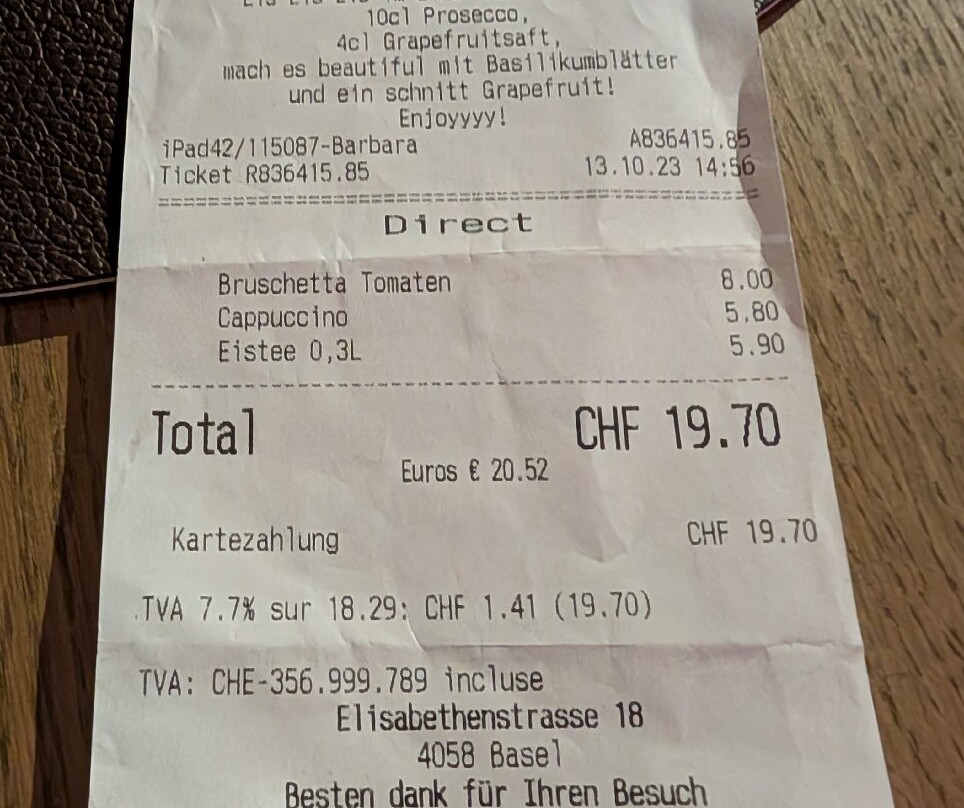 10cl Prosecco,
4cl Grapefruitsaft,
mach es beautiful mit Basilikumblätter
und ein schnitt Grapefruit!
Enjoyyyy!
iPad42/115087-Barbara A836415.85
Ticket R836415.85 13.10.23 14:56
Direct
Bruschetta Tomaten 8.00
Cappuccino 5.80
Eistee 0,3L 5.90
Total CHF 19.70
Euros € 20.52
Kartezahlung CHF 19.70
TVA 7.7% sur 18.29: CHF 1.41 (19.70)
TVA: CHE-356.999.789 incluse
Elisabethenstrasse 18
4058 Basel
Besten dank für Ihren Besuch